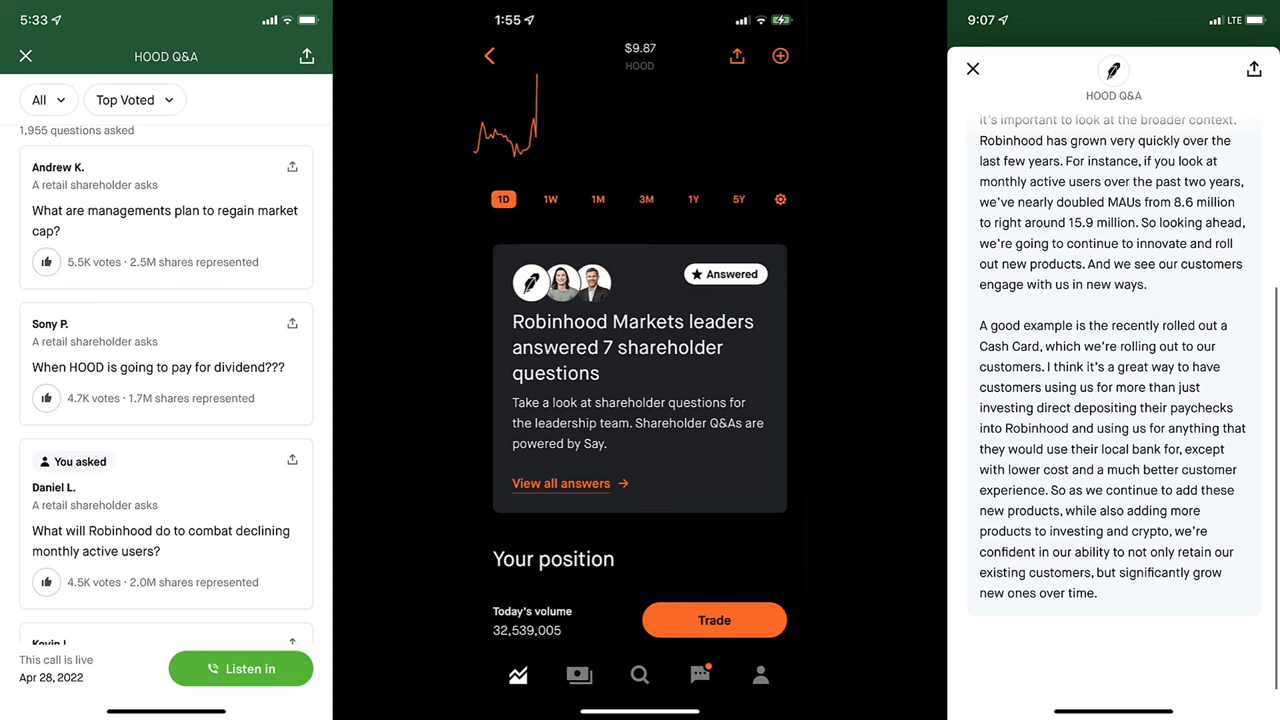 5:33
HOOD Q&A
All
Top Voted
1,955 questions asked
Andrew K.
A retail shareholder asks
What are managements plan to regain market
cap?
5.5K votes · 2.5M shares represented
Sony P.
A retail shareholder asks
When HOOD is going to pay for dividend???
4.7K votes · 1.7M shares represented
You asked
Daniel L.
A retail shareholder asks
What will Robinhood do to combat declining
monthly active users?
4.5K votes · 2.0M shares represented
This call is live
Apr 28, 2022
Listen in
1:55
$9.87
HOOD
1D 1W 1M 3M 1Y 5Y
Answered
Robinhood Markets leaders
answered 7 shareholder
questions
Take a look at shareholder questions for
the leadership team. Shareholder Q&As are
powered by Say.
View all answers
Your position
Today's volume
32,539,005
Trade
9:07
LTE
HOOD Q&A
it's important to look at the broader context.
Robinhood has grown very quickly over the
last few years. For instance, if you look at
monthly active users over the past two years,
we've nearly doubled MAUs from 8.6 million
to right around 15.9 million. So looking ahead,
we're going to continue to innovate and roll
out new products. And we see our customers
engage with us in new ways.
A good example is the recently rolled out a
Cash Card, which we're rolling out to our
customers. I think it's a great way to have
customers using us for more than just
investing direct depositing their paychecks
into Robinhood and using us for anything that
they would use their local bank for, except
with lower cost and a much better customer
experience. So as we continue to add these
new products, while also adding more
products to investing and crypto, we're
confident in our ability to not only retain our
existing customers, but significantly grow
new ones over time.